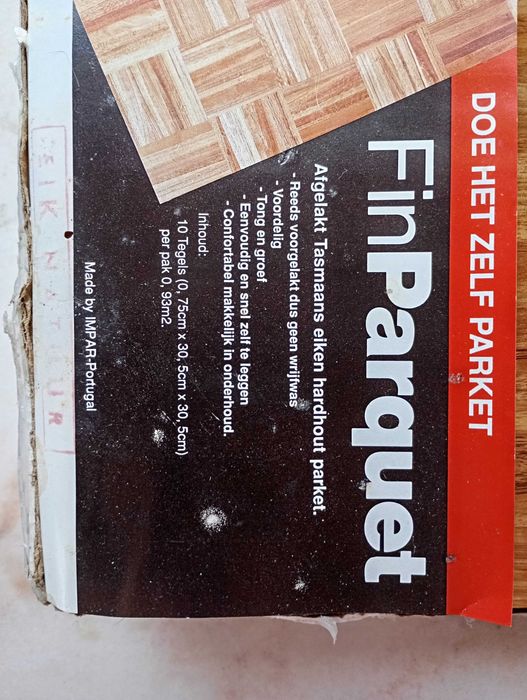 DOE HET ZELF PARKET
FinParquet
Afgelakt Tasmaans eiken hardhout parket.
- Reeds voorgelakt dus geen wrijfwas
- Voordelig
- Tong en groef
- Eenvoudig en snel zelf te leggen
- Confortabel makkelijk in onderhoud.
Inhoud:
10 Tegels (0, 75cm x 30, 5cm x 30, 5cm)
per pak 0, 93m2.
Made by IMPAR-Portugal
EIK NATUR